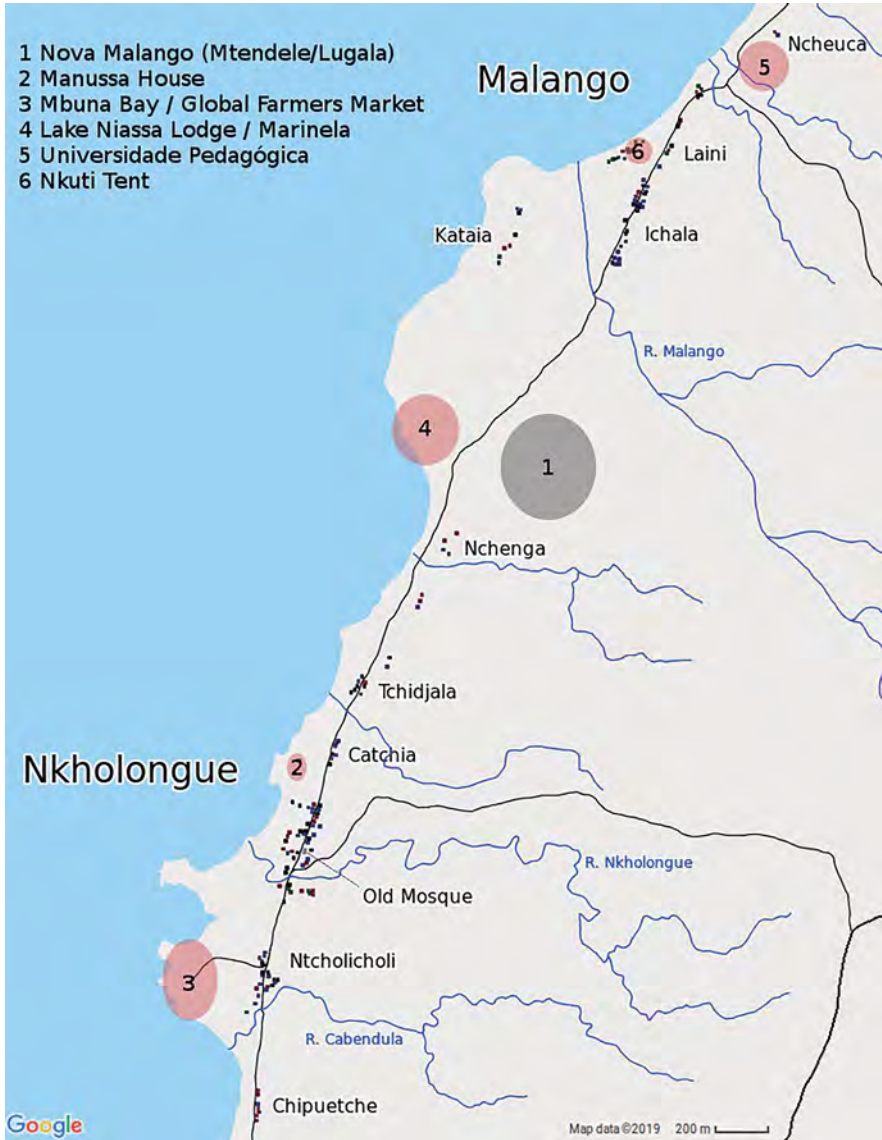 1 Nova Malango (Mtendele/Lugala)
2 Manussa House
3 Mbuna Bay / Global Farmers Market
4 Lake Niassa Lodge / Marinela
5 Universidade Pedagógica
6 Nkuti Tent
Ncheuca
5
Malango
6
Laini
Kataia
Ichala
R. Malango
4
1
Nchenga
Tchidjala
Catchia
Nkholongue
2
R. Nkholongue
Old Mosque
Ntcholicholi
3
R. Cabendula
Chipuetche
Google
Map data ©2019 200 m